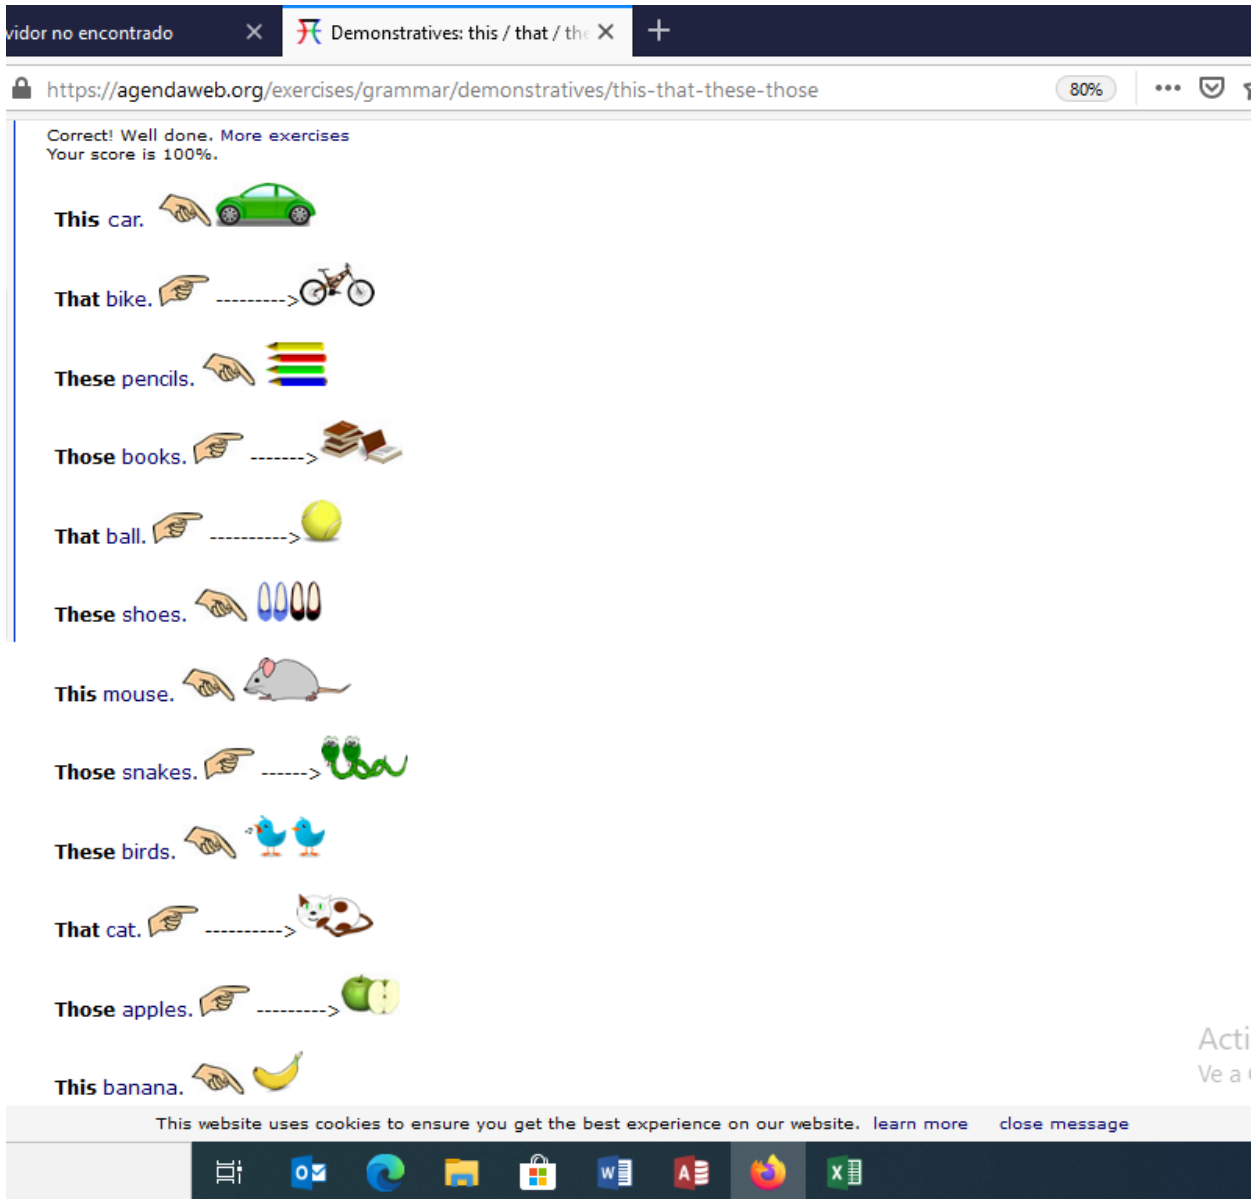 vidor no encontrado
Demonstratives: this / that / the
https://agendaweb.org/exercises/grammar/demonstratives/this-that-these-those
80%
Correct! Well done. More exercises
Your score is 100%.
This car.
That bike. --------->
These pencils.
Those books. ------->
That ball. ---------->
These shoes.
This mouse.
Those snakes. ------>
These birds.
That cat. ---------->
Those apples. --------->
This banana.
Acti
Ve a
This website uses cookies to ensure you get the best experience on our website. learn more close message